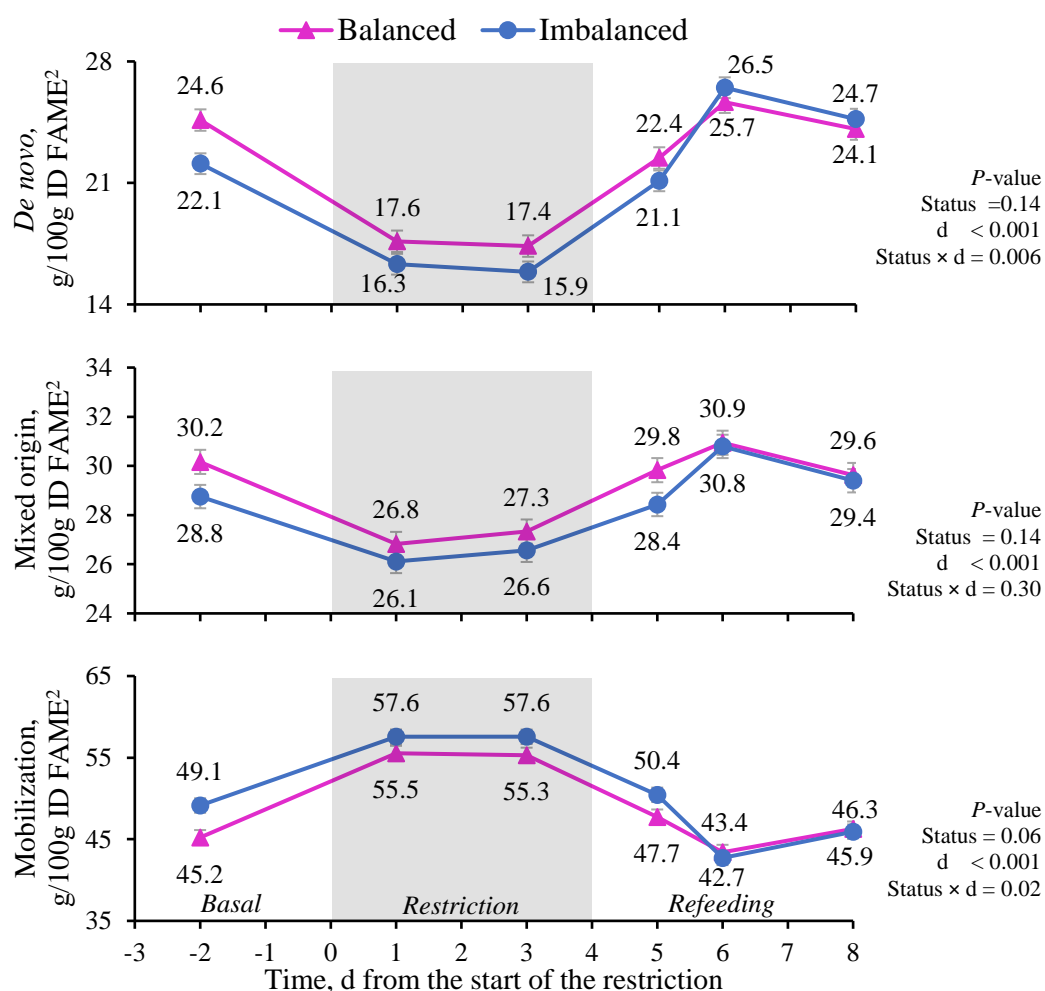 Balanced Imbalanced
De novo,
g/100g ID FAME²
28
21
14
24.6
22.1
17.6
16.3
17.4
15.9
22.4
21.1
26.5
25.7
24.7
24.1
P-value
Status =0.14
d < 0.001
Status × d = 0.006
Mixed origin,
g/100g ID FAME²
34
32
30
28
26
24
30.2
28.8
26.8
26.1
27.3
26.6
29.8
28.4
30.9
30.8
29.6
29.4
P-value
Status = 0.14
d < 0.001
Status × d = 0.30
Mobilization,
g/100g ID FAME²
65
55
45
35
49.1
45.2
57.6
55.5
57.6
55.3
50.4
47.7
43.4
42.7
46.3
45.9
P-value
Status = 0.06
d < 0.001
Status × d = 0.02
Basal Restriction Refeeding
-3 -2 -1 0 1 2 3 4 5 6 7 8
Time, d from the start of the restriction